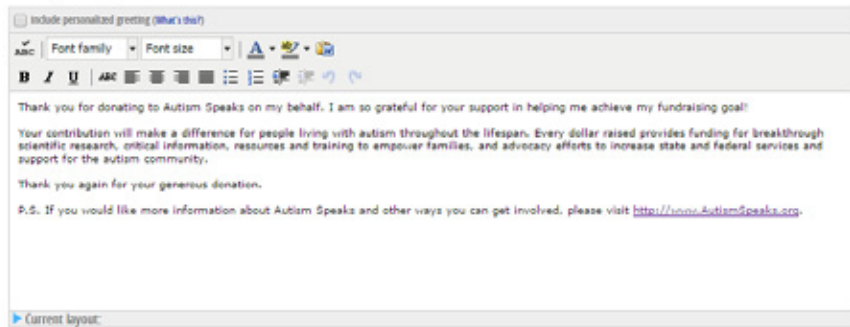 Include personalized greeting (What's this?)
ABC Font family Font size A
B I U ABC
Thank you for donating to Autism Speaks on my behalf. I am so grateful for your support in helping me achieve my fundraising goal!
Your contribution will make a difference for people living with autism throughout the lifespan. Every dollar raised provides funding for breakthrough
scientific research, critical information, resources and training to empower families, and advocacy efforts to increase state and federal services and
support for the autism community.
Thank you again for your generous donation.
P.S. If you would like more information about Autism Speaks and other ways you can get involved, please visit http://www.AutismSpeaks.org.
Current layout: